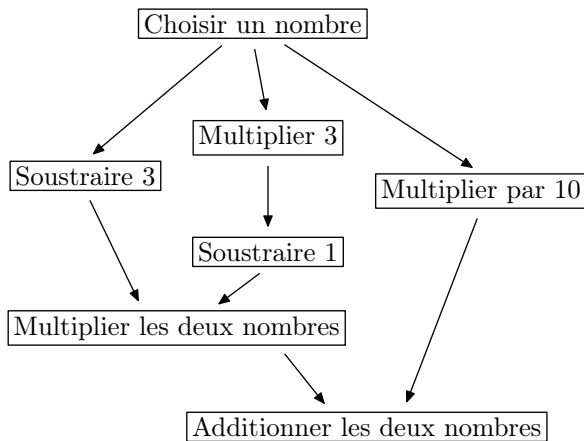 Choisir un nombre
Multiplier 3
Soustraire 3
Multiplier par 10
Soustraire 1
Multiplier les deux nombres
Additionner les deux nombres